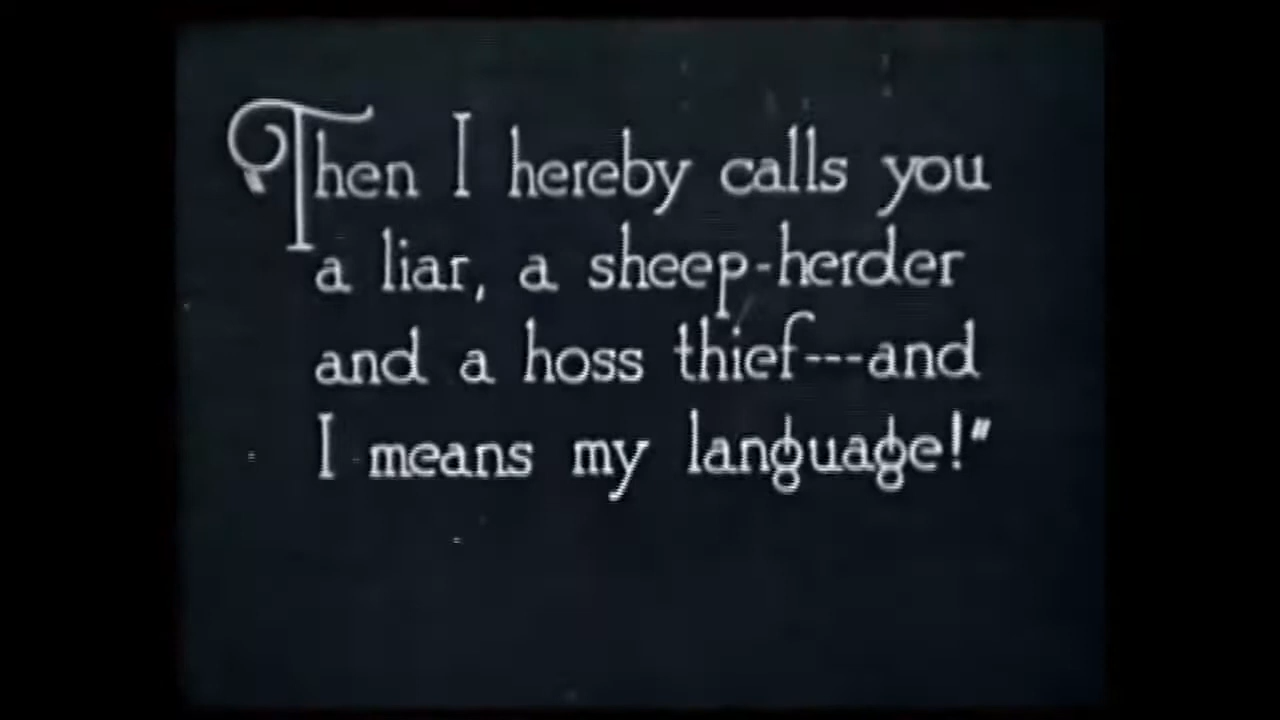 Then I hereby calls you
a liar, a sheep-herder
and a hoss thief---and
I means my language!"